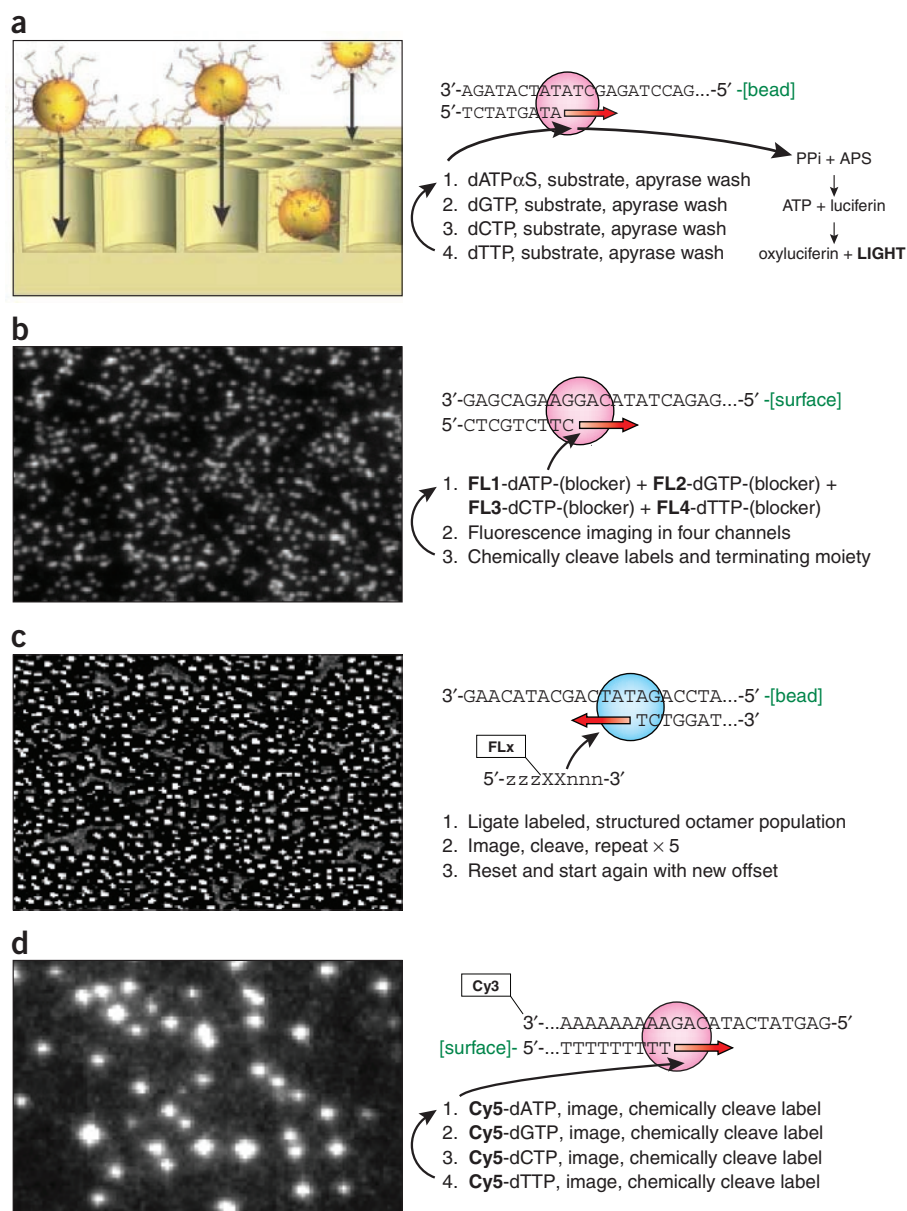 a
3′-AGATACTATATCGAGATCCAG...-5′ -[bead]
5′-TCTATGATA
PPi + APS
1. dATPαS, substrate, apyrase wash
2. dGTP, substrate, apyrase wash
3. dCTP, substrate, apyrase wash
4. dTTP, substrate, apyrase wash
ATP + luciferin
oxyluciferin + LIGHT
b
3′-GAGCAGAAGGACATATCAGAG...-5′ -[surface]
5′-CTCGTCTTC
1. FL1-dATP-(blocker) + FL2-dGTP-(blocker) +
FL3-dCTP-(blocker) + FL4-dTTP-(blocker)
2. Fluorescence imaging in four channels
3. Chemically cleave labels and terminating moiety
c
3′-GAACATACGACTATAGACCTA...-5′ -[bead]
TCTGGAT...-3′
FLx
5′-zzzXXnnn-3′
1. Ligate labeled, structured octamer population
2. Image, cleave, repeat × 5
3. Reset and start again with new offset
d
Cy3
3′-...AAAAAAAAAAGACATACTATGAG-5′
[surface]- 5′-...TTTTTTTTTT
1. Cy5-dATP, image, chemically cleave label
2. Cy5-dGTP, image, chemically cleave label
3. Cy5-dCTP, image, chemically cleave label
4. Cy5-dTTP, image, chemically cleave label